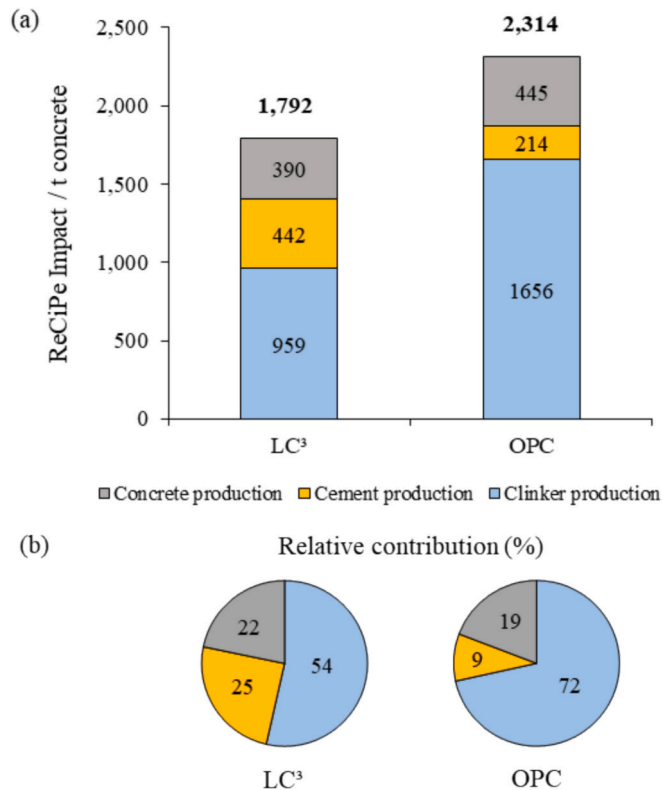 (a)
2,500
2,000
1,500
1,000
500
0
ReCiPe Impact / t concrete
1,792
390
442
959
2,314
445
214
1656
LC³
OPC
Concrete production
Cement production
Clinker production
(b)
Relative contribution (%)
22
54
25
19
9
72
LC³
OPC